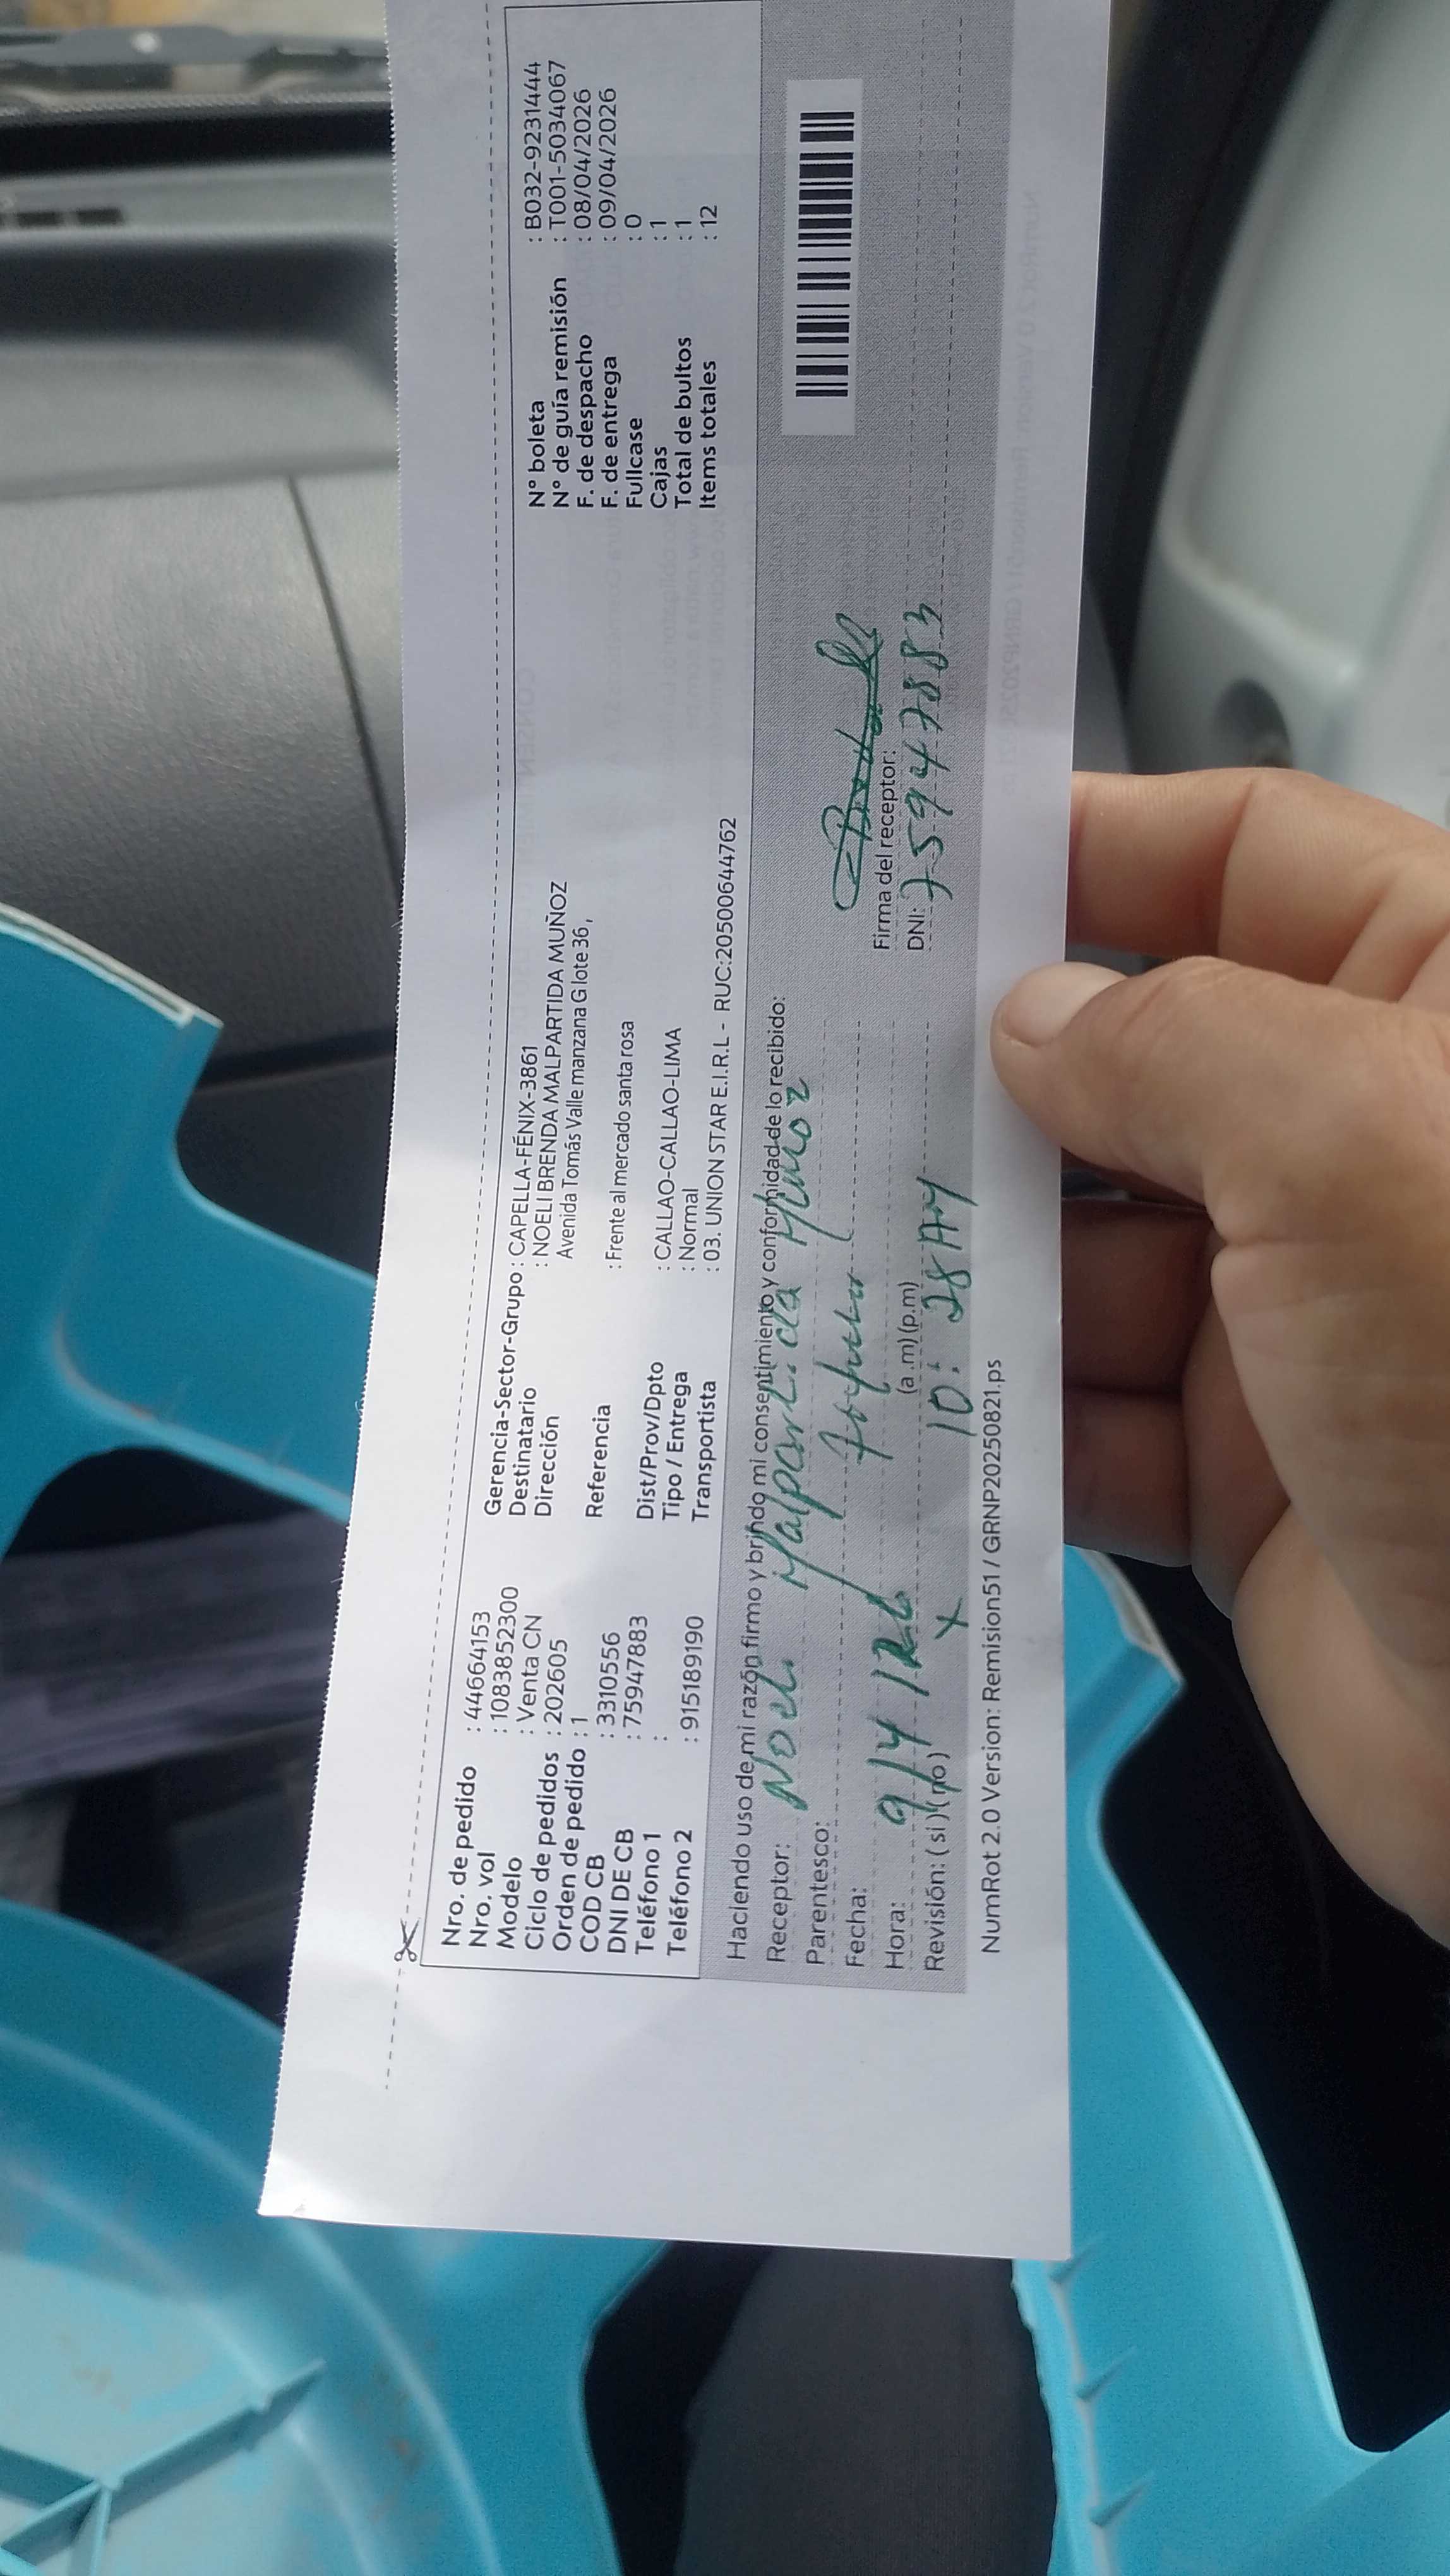 Nro. de pedido : 44664153
Nro. vol : 1083852300
Modelo : Venta CN
Ciclo de pedidos : 202605
Orden de pedido : 1
COD CB : 3310556
DNI DE CB : 75947883
Teléfono 1 :
Teléfono 2 : 915189190
Gerencia-Sector-Grupo : CAPELLA-FÉNIX-3861
Destinatario : NOELI BRENDA MALPARTIDA MUÑOZ
Dirección Avenida Tomás Valle manzana G lote 36 ,
Referencia : Frente al mercado santa rosa
Dist/Prov/Dpto : CALLAO-CALLAO-LIMA
Tipo / Entrega : Normal
Transportista : 03. UNION STAR E.I.R.L - RUC:20500644762
N° boleta : B032-9231444
N° de guía remisión : T001-5034067
F. de despacho : 08/04/2026
F. de entrega : 09/04/2026
Fullcase : 0
Cajas : 1
Total de bultos : 1
Items totales : 12
Haciendo uso de mi razón firmo y brindo mi consentimiento y conformidad de lo recibido:
Receptor: Noeli Malpartida Muñoz
Parentesco:
Fecha: 9/4/26
Hora: (a .m) (p.m) 10:28 AM
Revisión: ( si ) ( no ) x
Firma del receptor:
DNI: 75947883
NumRot 2.0 Version: Remision51 / GRNP20250821.ps